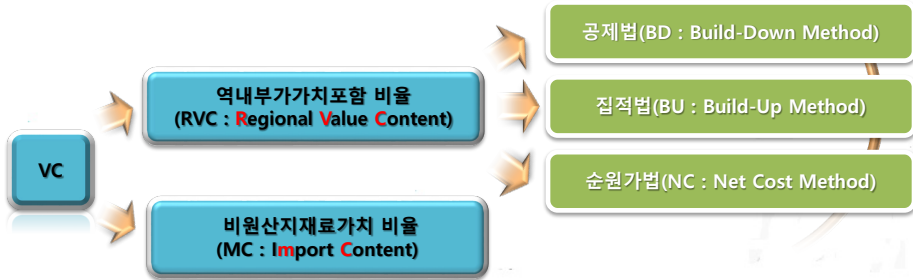 VC
역내부가가치포함 비율
(RVC : Regional Value Content)
비원산지재료가치 비율
(MC : Import Content)
공제법(BD : Build-Down Method)
집적법(BU : Build-Up Method)
순원가법(NC : Net Cost Method)